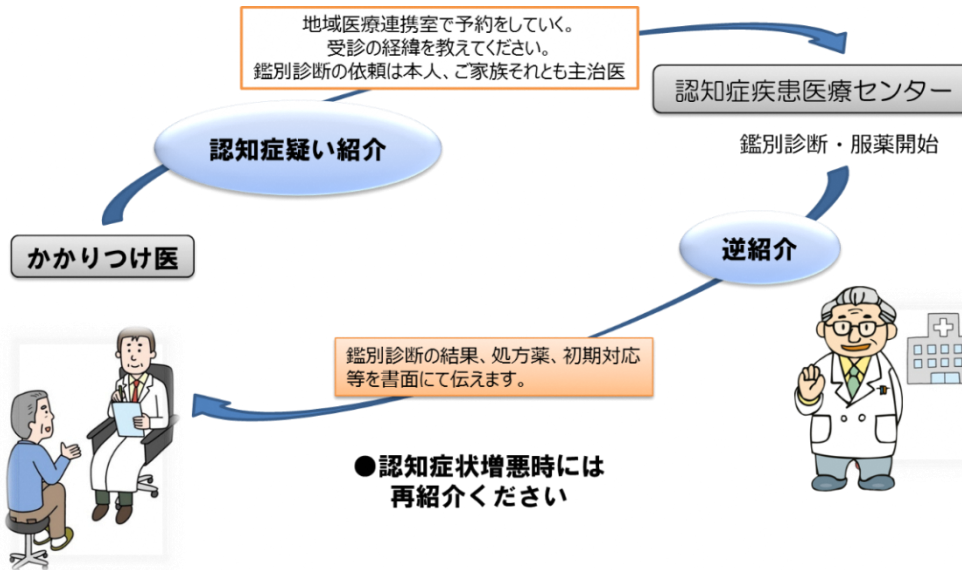 地域医療連携室で予約をしていく。
受診の経緯を教えてください。
鑑別診断の依頼は本人、ご家族それとも主治医
認知症疾患医療センター
認知症疑い紹介
鑑別診断・服薬開始
かかりつけ医
逆紹介
鑑別診断の結果、処方薬、初期対応
等を書面にて伝えます。
●認知症状増悪時には
再紹介ください